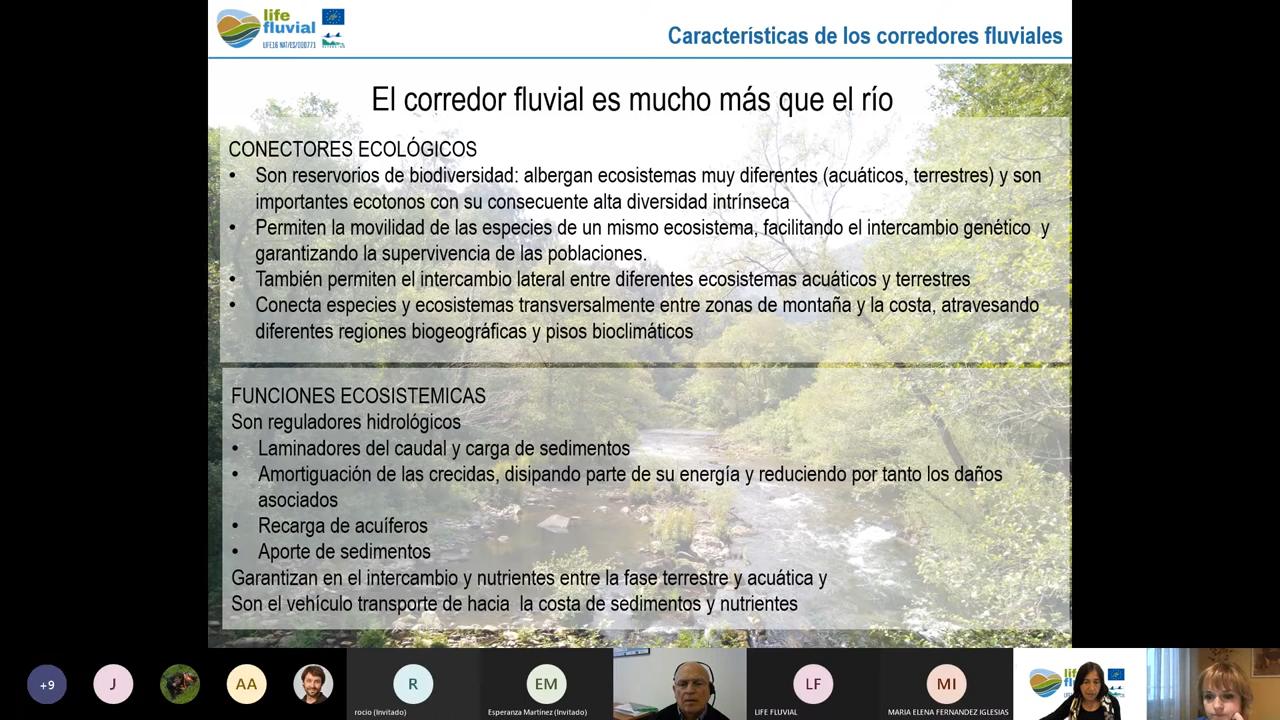 life
fluvial
LIFE16 NAT/ES/000771
Características de los corredores fluviales
El corredor fluvial es mucho más que el río
CONECTORES ECOLÓGICOS
• Son reservorios de biodiversidad: albergan ecosistemas muy diferentes (acuáticos, terrestres) y son
importantes ecotonos con su consecuente alta diversidad intrínseca
• Permiten la movilidad de las especies de un mismo ecosistema, facilitando el intercambio genético y
garantizando la supervivencia de las poblaciones.
• También permiten el intercambio lateral entre diferentes ecosistemas acuáticos y terrestres
• Conecta especies y ecosistemas transversalmente entre zonas de montaña y la costa, atravesando
diferentes regiones biogeográficas y pisos bioclimáticos
FUNCIONES ECOSISTEMICAS
Son reguladores hidrológicos
• Laminadores del caudal y carga de sedimentos
• Amortiguación de las crecidas, disipando parte de su energía y reduciendo por tanto los daños
asociados
• Recarga de acuíferos
• Aporte de sedimentos
Garantizan en el intercambio y nutrientes entre la fase terrestre y acuática y
Son el vehículo transporte de hacia la costa de sedimentos y nutrientes
+9
J
AA
R
rocio (Invitado)
EM
Esperanza Martínez (Invitado)
LF
LIFE FLUVIAL
MI
MARIA ELENA FERNANDEZ IGLESIAS
life